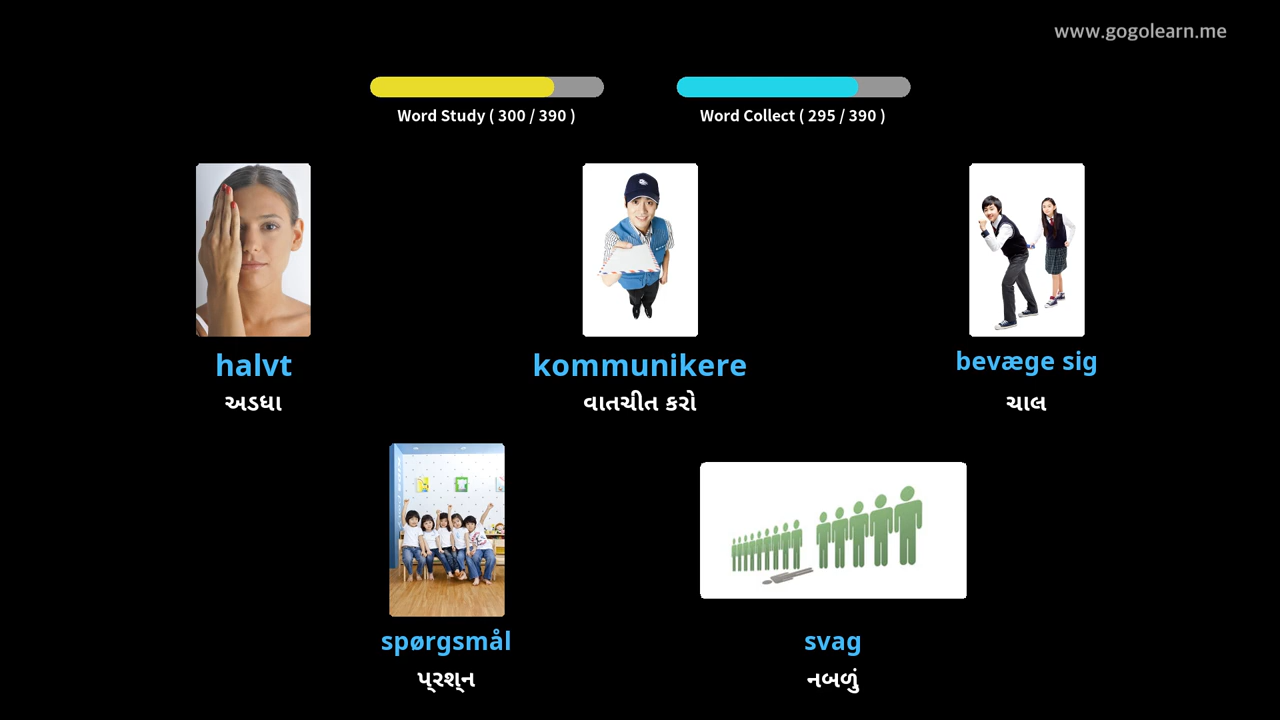 www.gogolearn.me
Word Study ( 300 / 390 )
Word Collect ( 295 / 390 )
halvt
kommunikere
bevæge sig
અડધા
વાતચીત કરો
ચાલ
spørgsmål
svag
પ્રશ્ન
નબળું